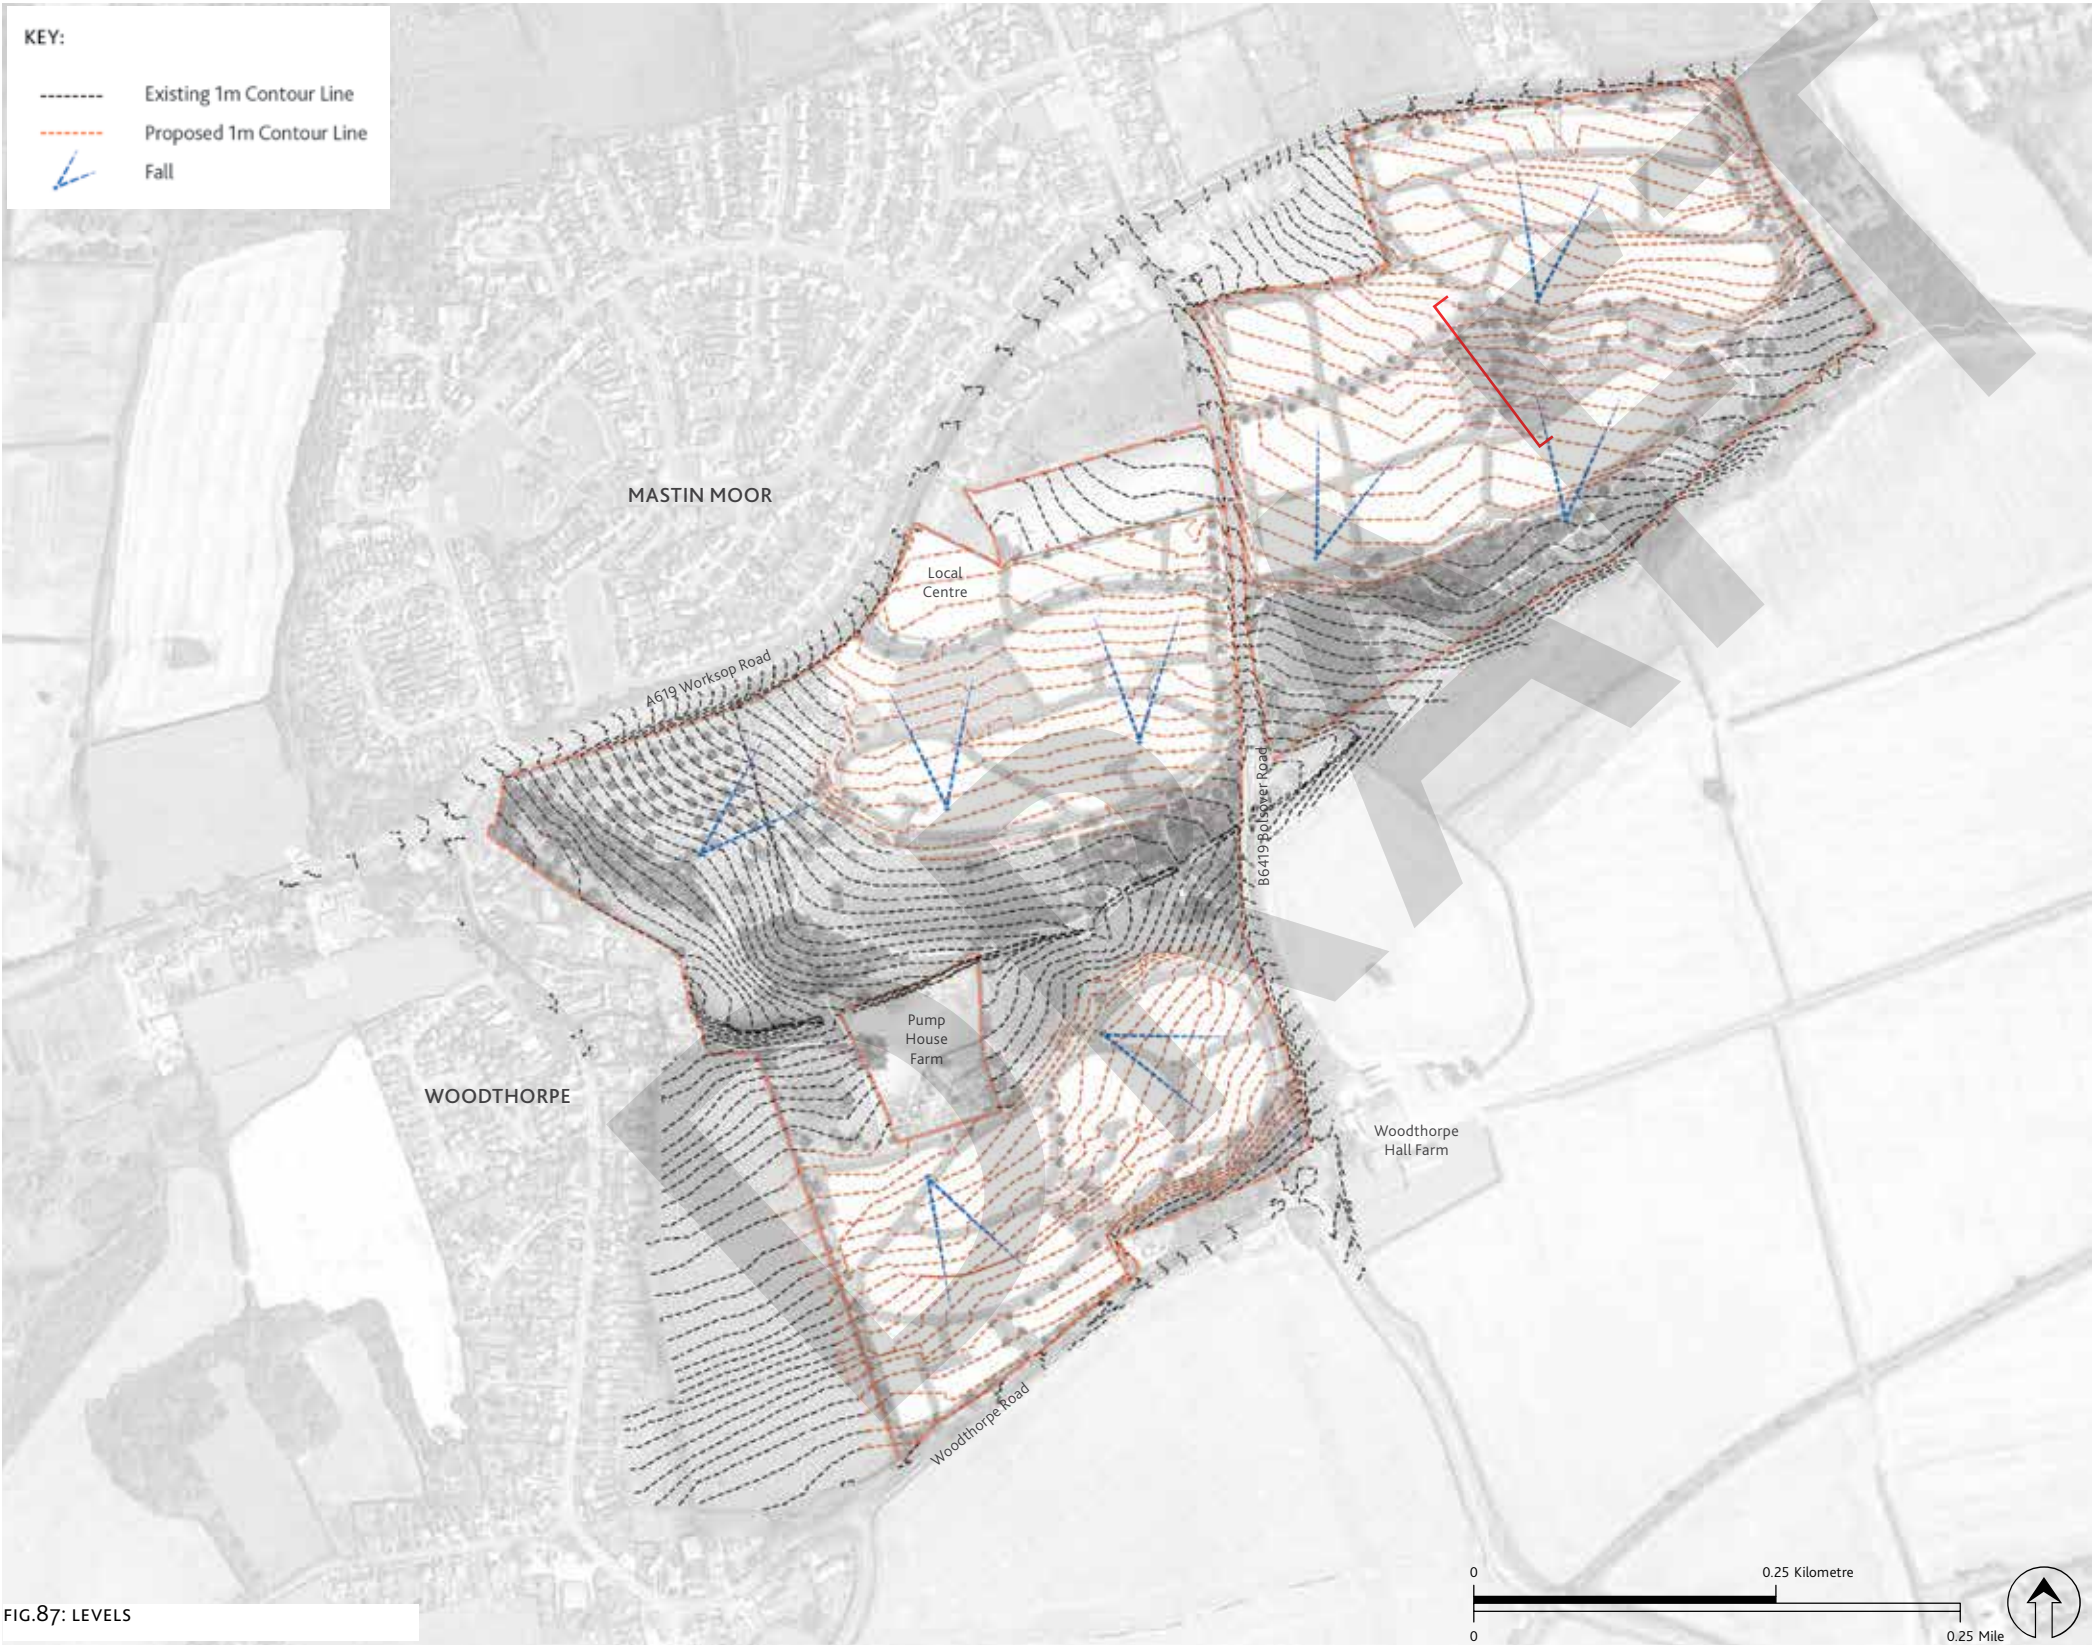 KEY:
Existing 1m Contour Line
Proposed 1m Contour Line
Fall
MASTIN MOOR
Local
Centre
A619 Worksop Road
B6419 Bolsover Road
Pump
House
Farm
WOODTHORPE
Woodthorpe
Hall Farm
Woodthorpe Road
0
0.25 Kilometre
0
0.25 Mile
FIG.87: LEVELS
DRAFT